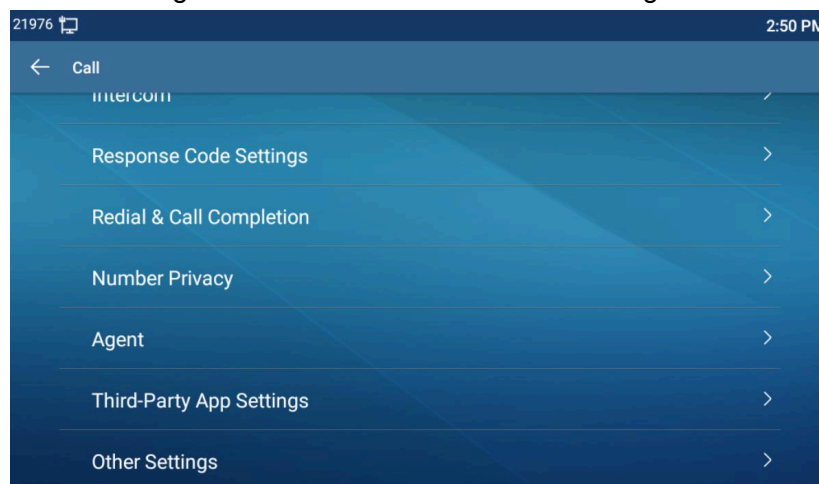 21976 2:50 PM
Call
Intercom
Response Code Settings
Redial & Call Completion
Number Privacy
Agent
Third-Party App Settings
Other Settings